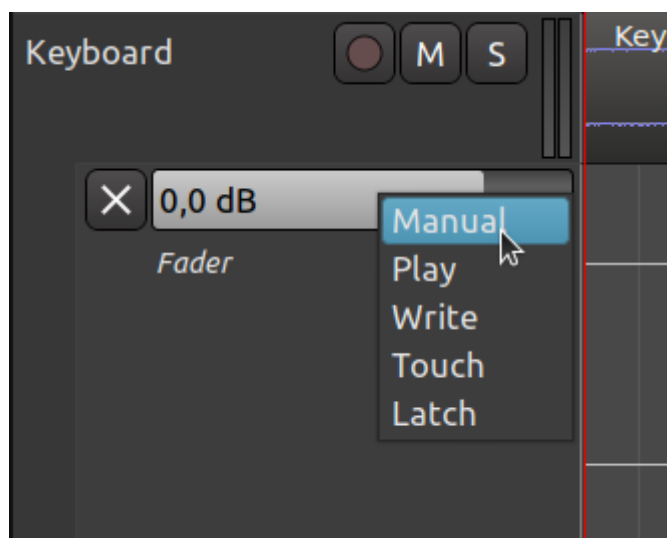 Keyboard M S Key
0,0 dB
Fader
Manual
Play
Write
Touch
Latch